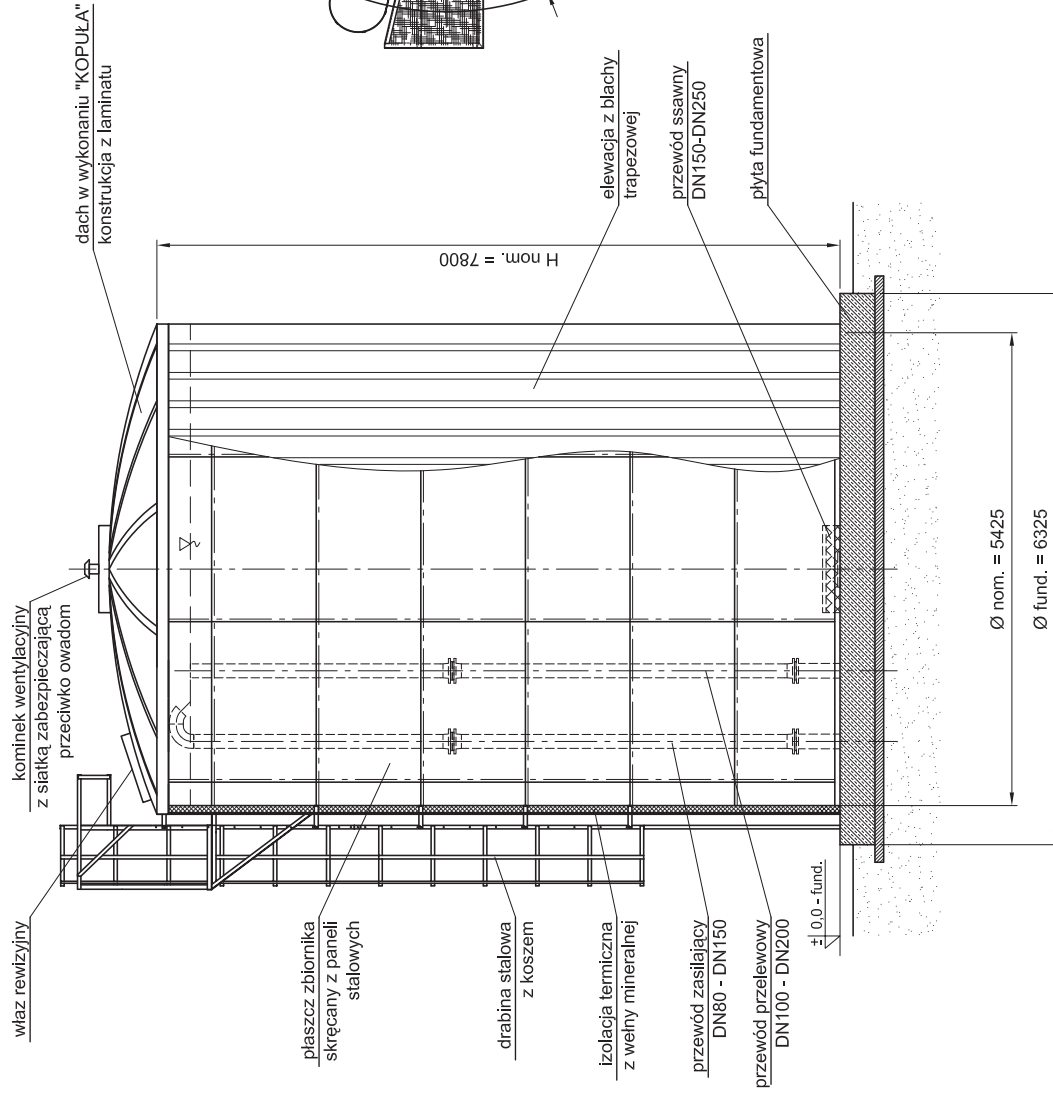 dach w wykonaniu "KOPUŁA"
konstrukcja z laminatu
kominek wentylacyjny
z siatką zabezpieczającą
przeciwko owadom
właz rewizyjny
elewacja z blachy
trapezowej
przewód ssawny
DN150-DN250
płyta fundamentowa
H nom. = 7800
płaszcz zbiornika
skręcany z paneli
stalowych
drabina stalowa
z koszem
izolacja termiczna
z wełny mineralnej
przewód zasilający
DN80 - DN150
przewód przelewowy
DN100 - DN200
± 0,0 - fund.
Ø nom. = 5425
Ø fund. = 6325